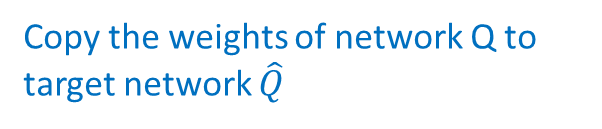 Copy the weights of network Q to
target network Q̂